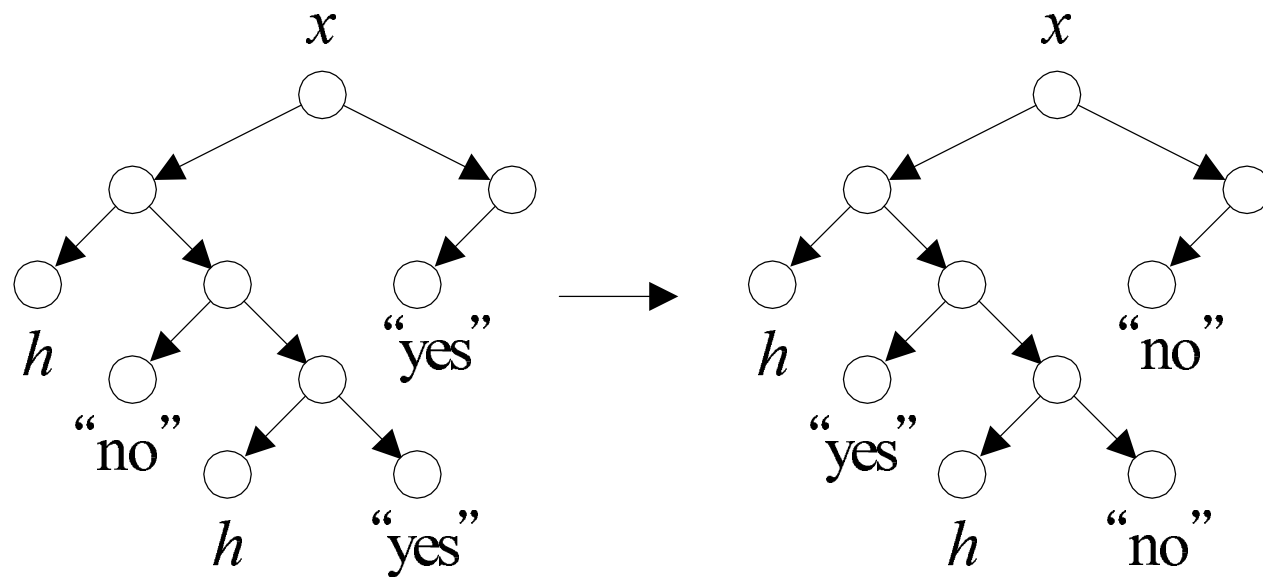 x
x
h
“yes”
h
“no”
“no”
“yes”
h
“yes”
h
“no”